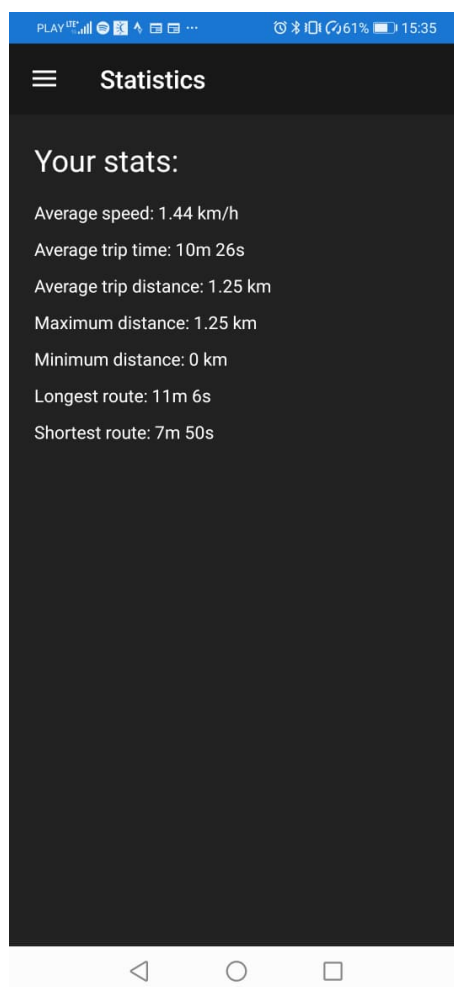 PLAY LTE 61% 15:35
Statistics
Your stats:
Average speed: 1.44 km/h
Average trip time: 10m 26s
Average trip distance: 1.25 km
Maximum distance: 1.25 km
Minimum distance: 0 km
Longest route: 11m 6s
Shortest route: 7m 50s